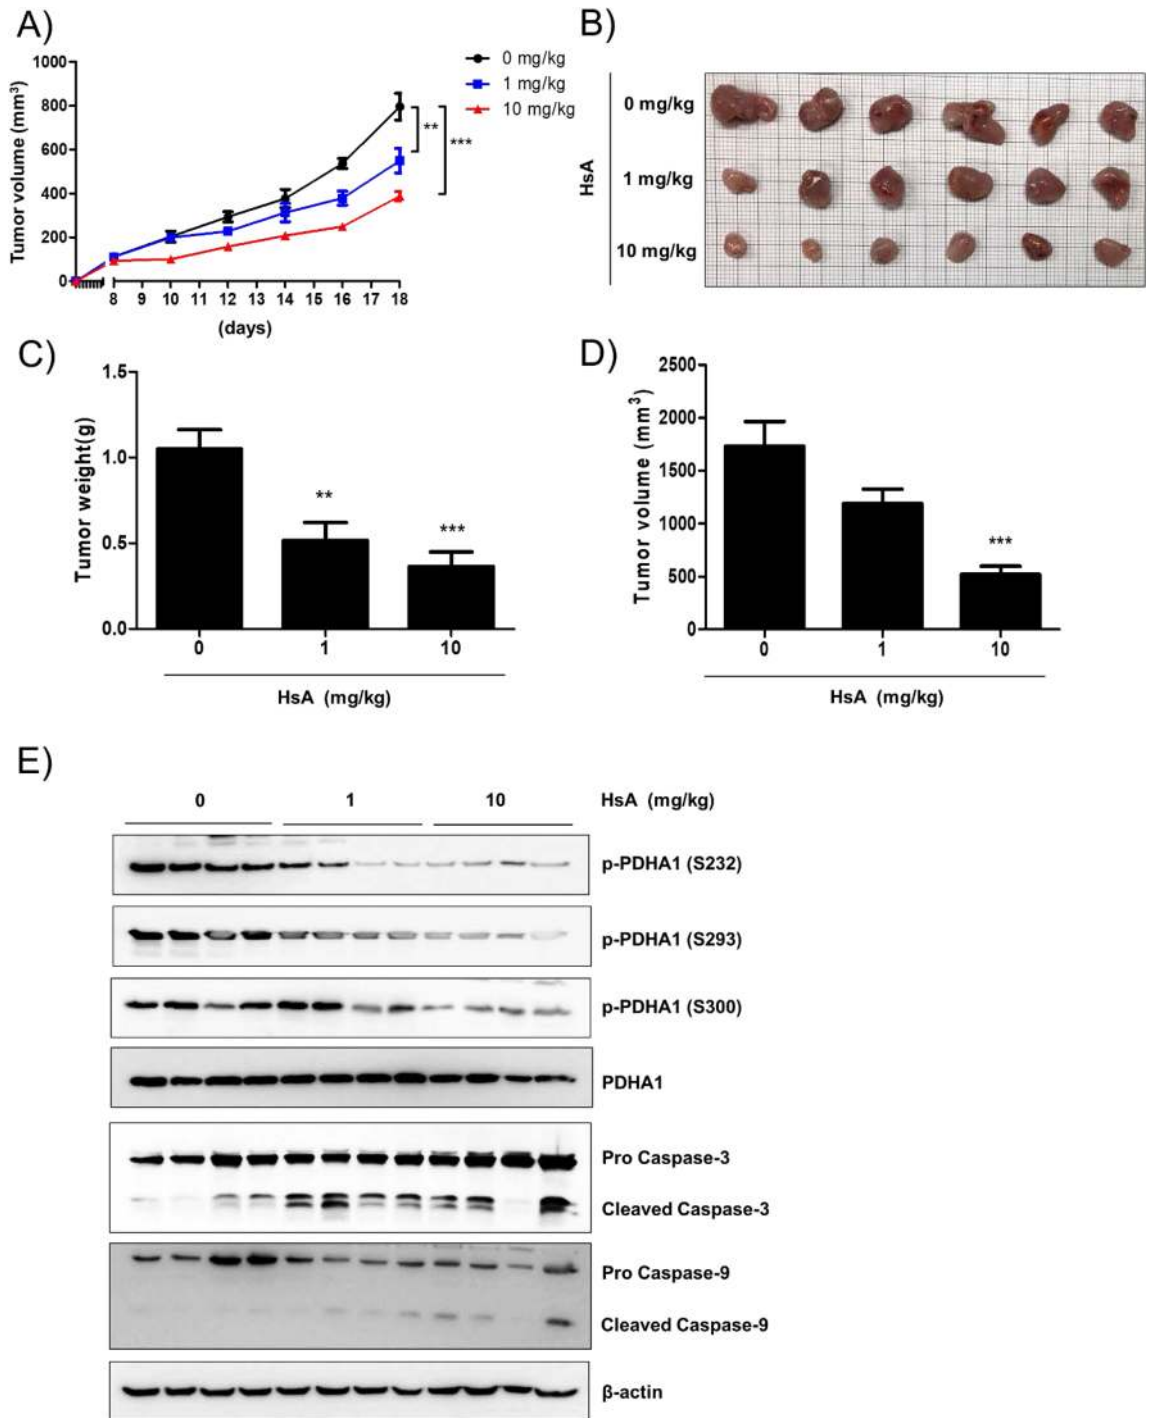 A)
Tumor volume (mm³)
1000
800
600
400
200
0
8 9 10 11 12 13 14 15 16 17 18
(days)
0 mg/kg
1 mg/kg
10 mg/kg
**
***
B)
HsA
0 mg/kg
1 mg/kg
10 mg/kg
C)
Tumor weight(g)
1.5
1.0
0.5
0.0
**
***
0 1 10
HsA (mg/kg)
D)
Tumor volume (mm³)
2500
2000
1500
1000
500
0
***
0 1 10
HsA (mg/kg)
E)
0 1 10 HsA (mg/kg)
p-PDHA1 (S232)
p-PDHA1 (S293)
p-PDHA1 (S300)
PDHA1
Pro Caspase-3
Cleaved Caspase-3
Pro Caspase-9
Cleaved Caspase-9
β-actin